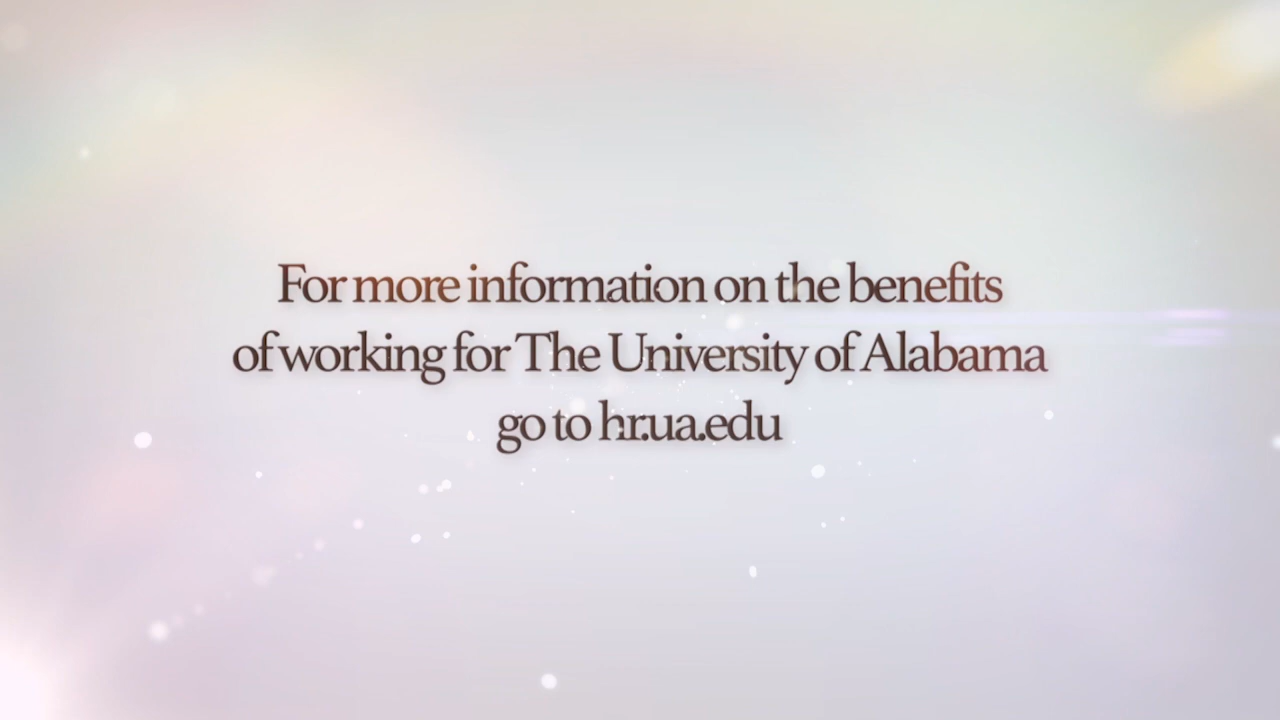 For more information on the benefits
of working for The University of Alabama
go to hr.ua.edu